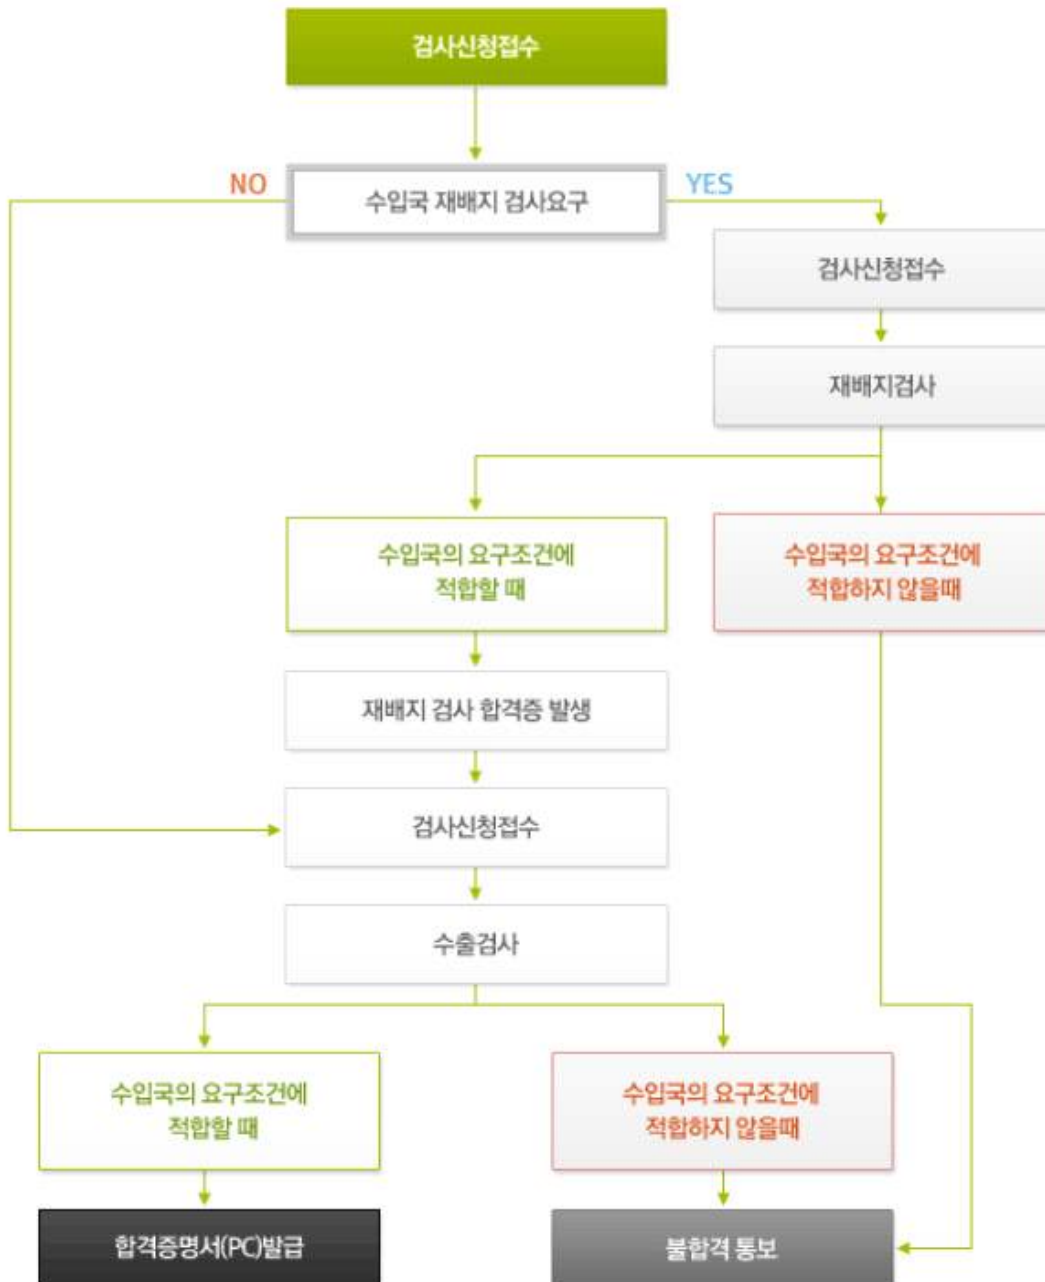 검사신청접수
NO
수입국 재배지 검사요구
YES
검사신청접수
재배지검사
수입국의 요구조건에
적합할 때
수입국의 요구조건에
적합하지 않을때
재배지 검사 합격증 발생
검사신청접수
수출검사
수입국의 요구조건에
적합할 때
수입국의 요구조건에
적합하지 않을때
합격증명서(PC)발급
불합격 통보